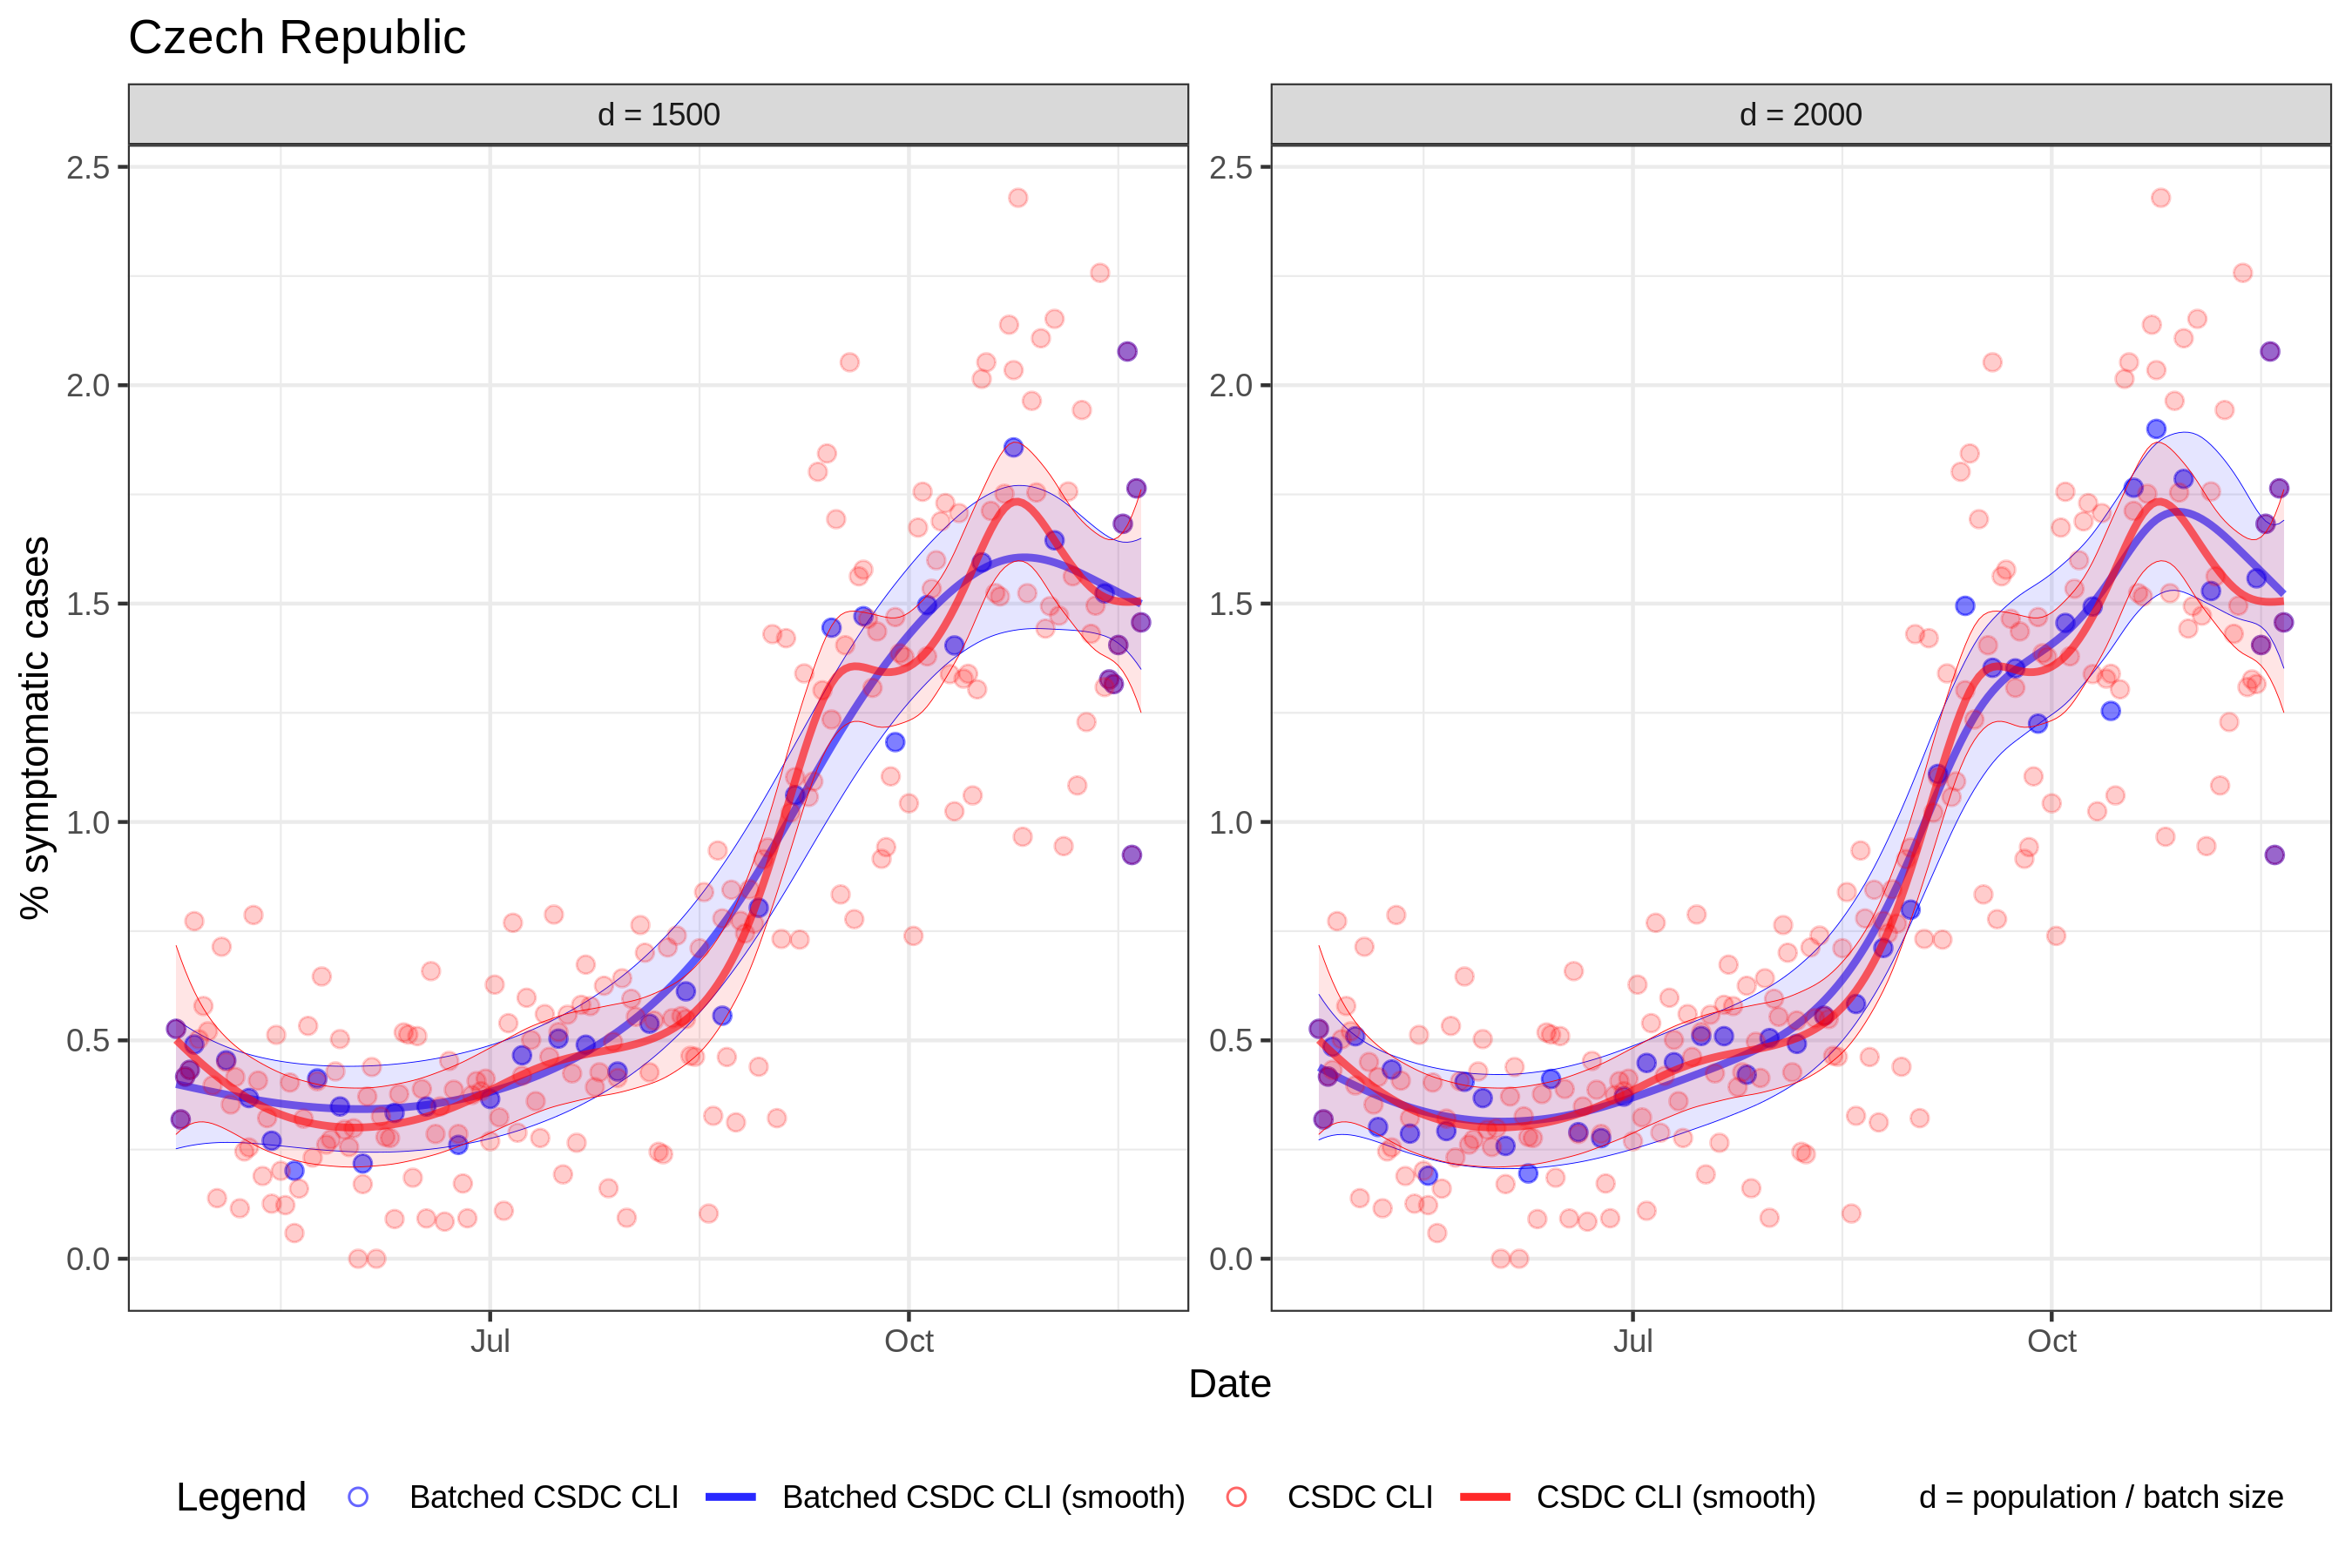 Czech Republic
d = 1500
d = 2000
% symptomatic cases
2.5
2.0
1.5
1.0
0.5
0.0
2.5
2.0
1.5
1.0
0.5
0.0
Jul
Oct
Jul
Oct
Date
Legend Batched CSDC CLI Batched CSDC CLI (smooth) CSDC CLI CSDC CLI (smooth) d = population / batch size